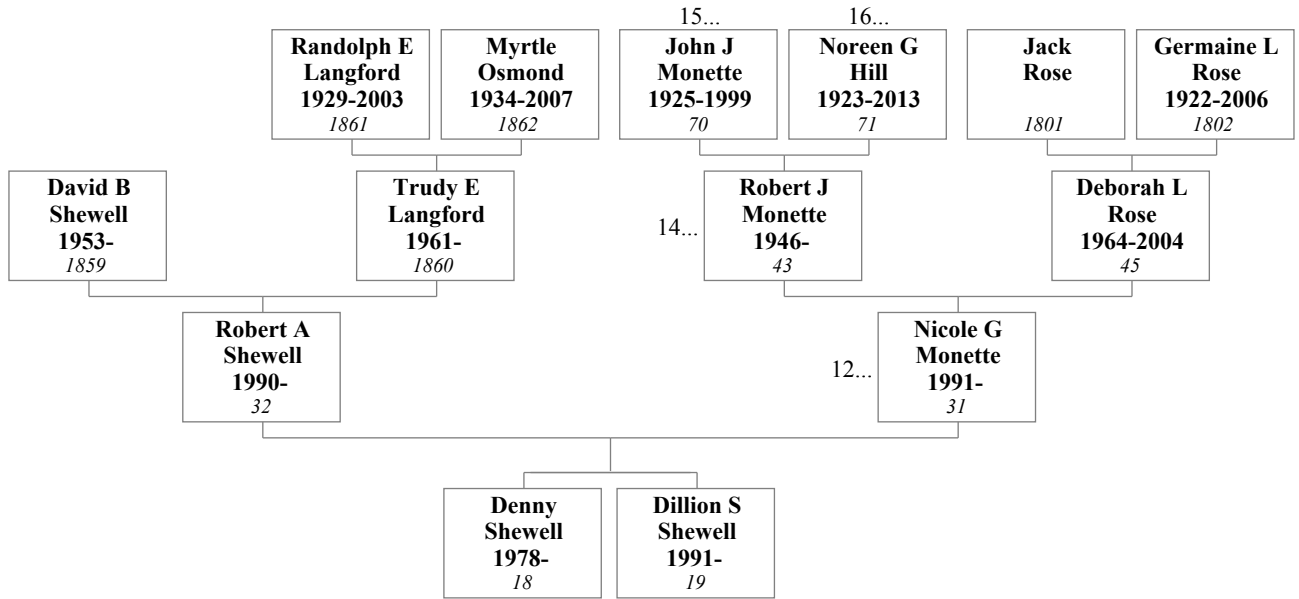 15...
16...
Randolph E
Langford
1929-2003
1861
Myrtle
Osmond
1934-2007
1862
John J
Monette
1925-1999
70
Noreen G
Hill
1923-2013
71
Jack
Rose
1801
Germaine L
Rose
1922-2006
1802
David B
Shewell
1953-
1859
Trudy E
Langford
1961-
1860
14...
Robert J
Monette
1946-
43
Deborah L
Rose
1964-2004
45
Robert A
Shewell
1990-
32
12...
Nicole G
Monette
1991-
31
Denny
Shewell
1978-
18
Dillion S
Shewell
1991-
19